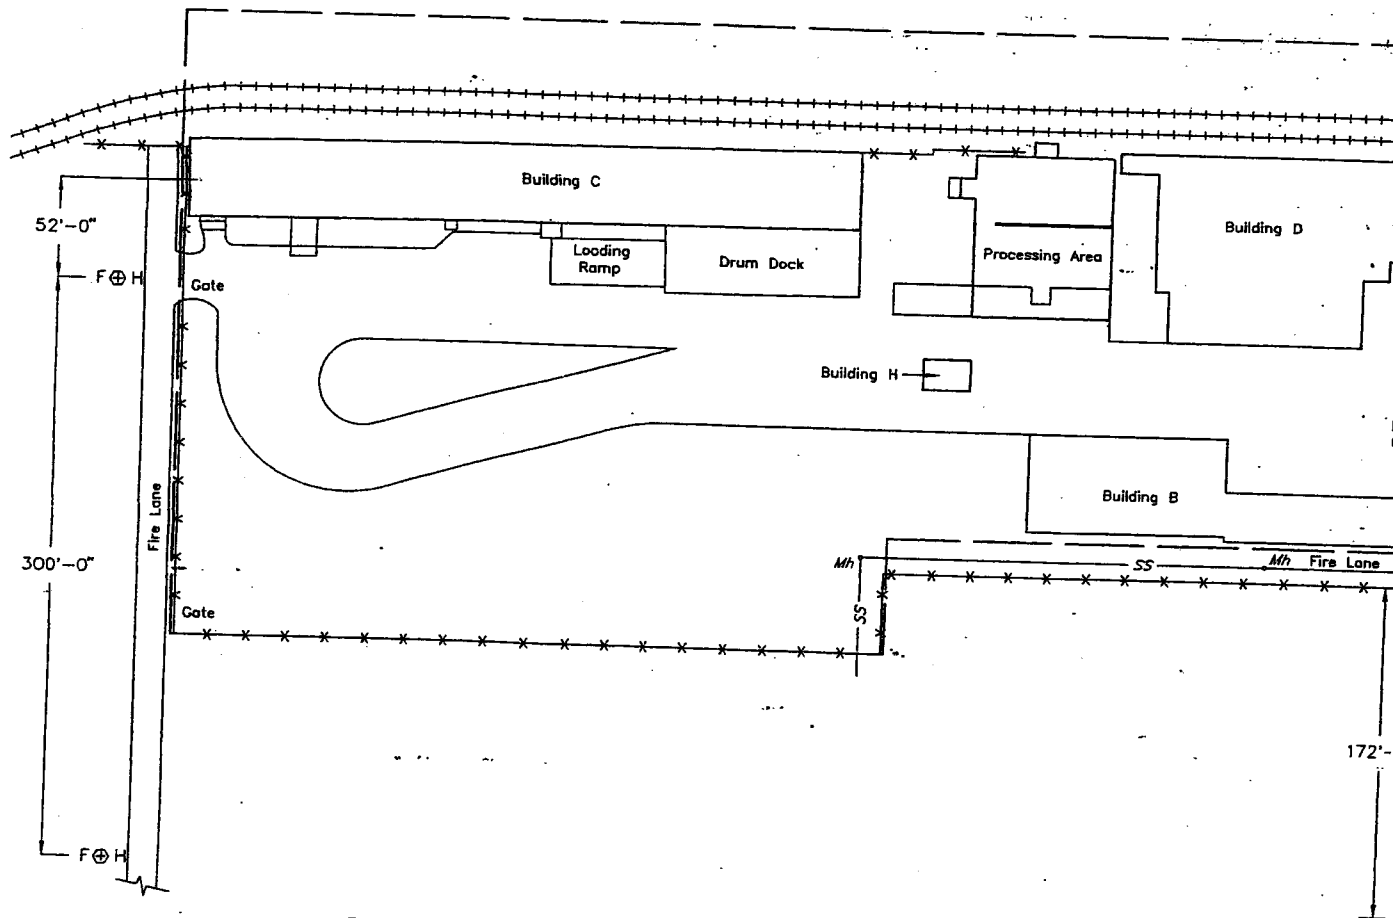 Building C
52'-0"
Building D
Loading
Ramp
Drum Dock
Processing Area
F H
Gate
Building H
Fire Lane
Building B
300'-0"
Mh
SS
Mh
Fire Lane
SS
Gate
172'-
F H